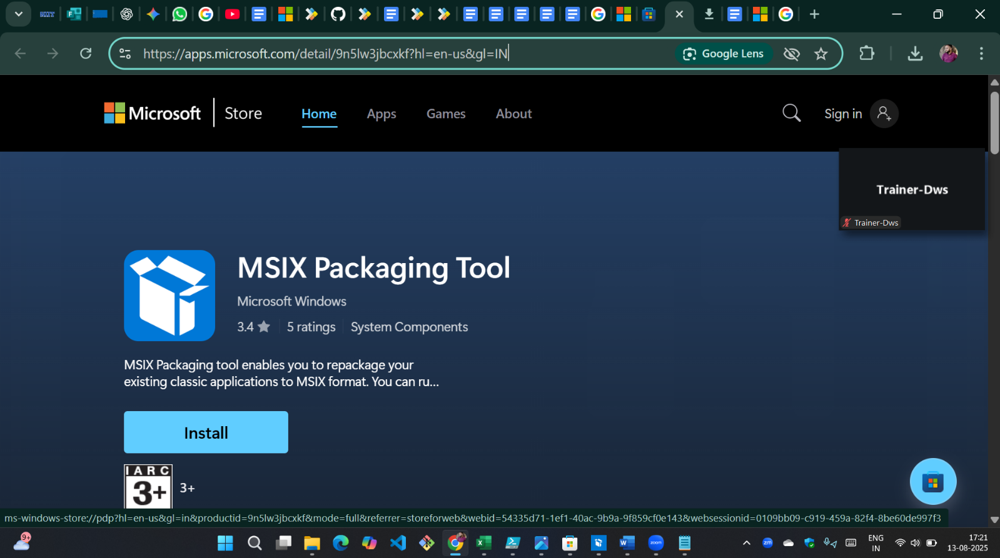 https://apps.microsoft.com/detail/9n5lw3jbcxkf?hl=en-us&gl=IN
Google Lens
Microsoft | Store
Home
Apps
Games
About
Sign in
Trainer-Dws
Trainer-Dws
MSIX Packaging Tool
Microsoft Windows
3.4 ★
5 ratings
System Components
MSIX Packaging tool enables you to repackage your
existing classic applications to MSIX format. You can ru...
Install
IARC
3+
3+
ms-windows-store://pdp?hl=en-us&gl=in&productid=9n5lw3jbcxkf&mode=full&referrer=storeforweb&webid=54335d71-1ef1-40ac-9b9a-9f859cf0e143&websessionid=0109bb09-c919-459a-82f4-8be60de997f3
9+
zm
zoom
ENG
IN
17:21
13-08-2025